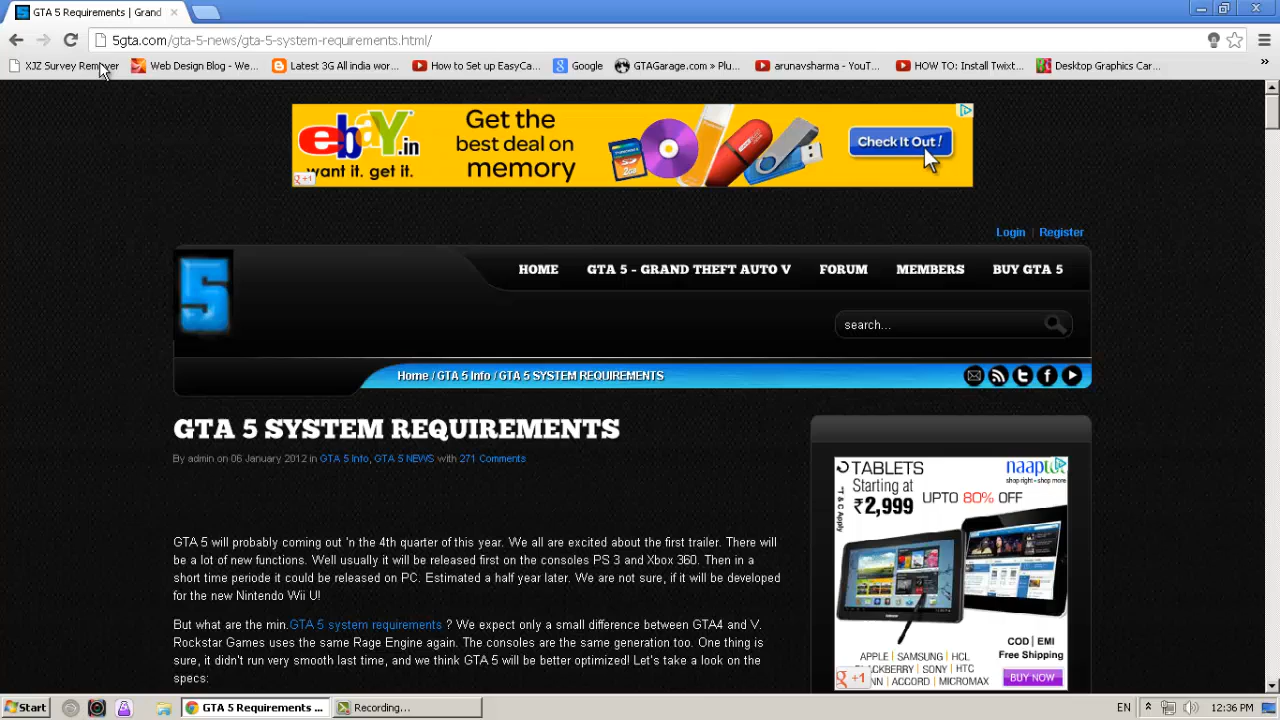 GTA 5 Requirements | Grand
5gta.com/gta-5-news/gta-5-system-requirements.html/
XJZ Survey Remover
Web Design Blog - We...
Latest 3G All india wor...
How to Set up EasyCa...
Google
GTAGarage.com » Plu...
arunavsharma - YouT...
HOW TO: Install Twixt...
Desktop Graphics Car...
ebay.in
want it. get it.
Get the
best deal on
memory
Check It Out!
+1
Login | Register
5
HOME
GTA 5 - GRAND THEFT AUTO V
FORUM
MEMBERS
BUY GTA 5
search...
Home / GTA 5 Info / GTA 5 SYSTEM REQUIREMENTS
GTA 5 SYSTEM REQUIREMENTS
By admin on 06 January 2012 in GTA 5 Info, GTA 5 NEWS with 271 Comments
GTA 5 will probably coming out 'n the 4th quarter of this year. We all are excited about the first trailer. There will
be a lot of new functions. We usually it will be released first on the consoles PS 3 and Xbox 360. Then in a
short time periode it could be released on PC. Estimated a half year later. We are not sure, if it will be developed
for the new Nintendo Wii U!
But what are the min.GTA 5 system requirements ? We expect only a small difference between GTA4 and V.
Rockstar Games uses the same Rage Engine again. The consoles are the same generation too. One thing is
sure, it didn't run very smooth last time, and we think GTA 5 will be better optimized! Let's take a look on the
specs:
TABLETS
Starting at
₹2,999
UPTO 80% OFF
shop right - shop more
*T & C Apply
COD | EMI
Free Shipping
APPLE | SAMSUNG | HCL
BLACKBERRY | SONY | HTC
ACCORD | MICROMAX
+1
BUY NOW
Start
GTA 5 Requirements ...
Recording...
EN
12:36 PM